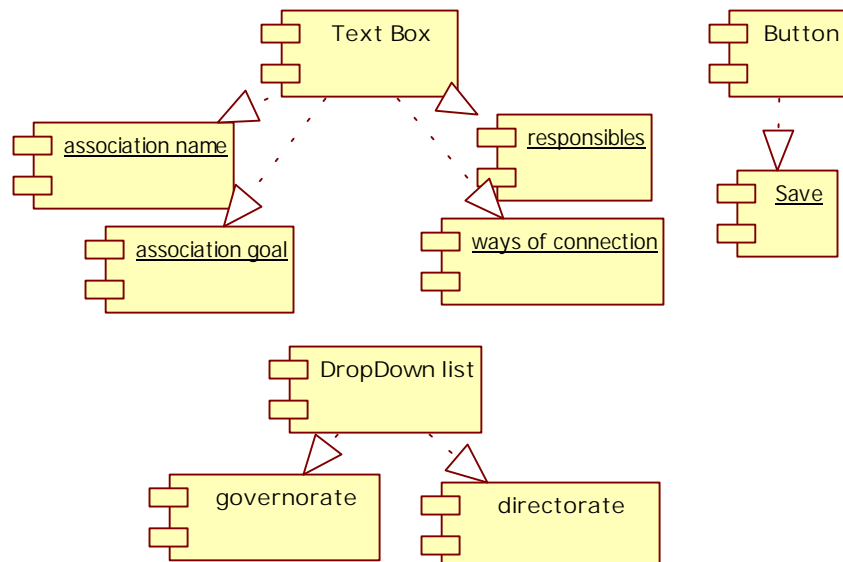 Text Box
Button
association name
responsibles
Save
association goal
ways of connection
DropDown list
governorate
directorate